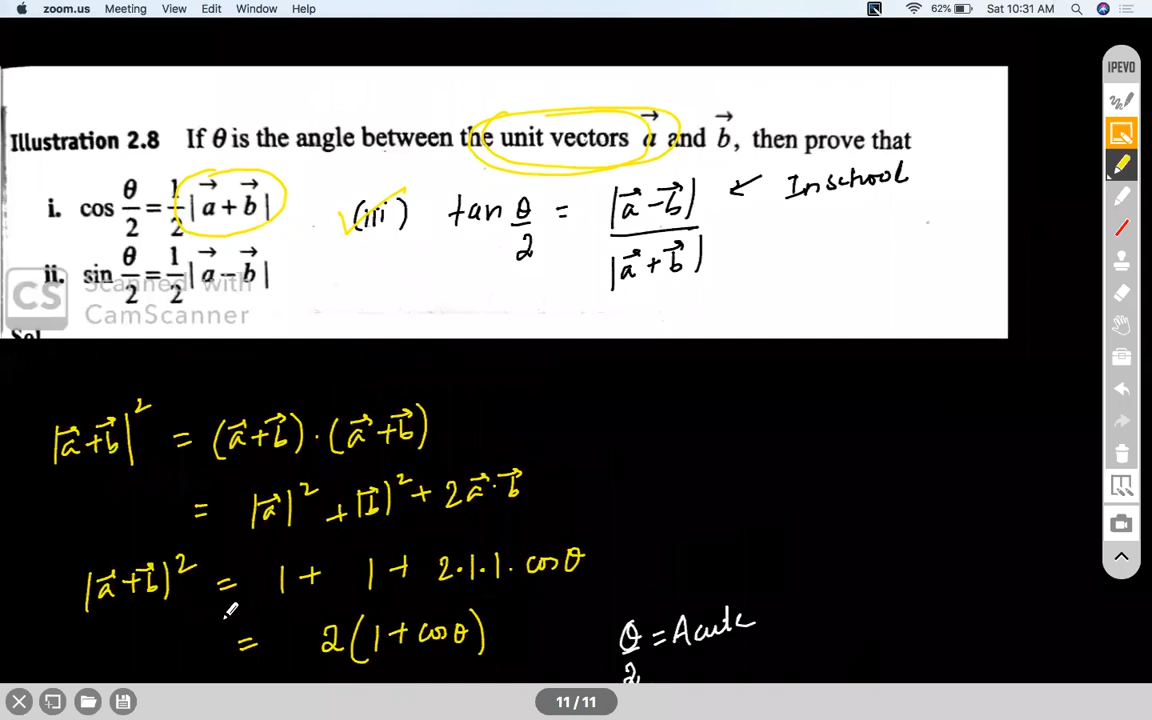 zoom.us Meeting View Edit Window Help 62% Sat 10:31 AM
IPEVO
Illustration 2.8 If θ is the angle between the unit vectors a⃗ and b⃗, then prove that
i. cos θ/2 = 1/2 |a⃗ + b⃗| (iii) tan θ/2 = |a⃗ - b⃗| / |a⃗ + b⃗| ← In school
ii. sin θ/2 = 1/2 |a⃗ - b⃗|
CS Scanned with
CamScanner
Sol.
|a⃗+b⃗|² = (a⃗+b⃗)·(a⃗+b⃗)
= |a⃗|² + |b⃗|² + 2a⃗·b⃗
|a⃗+b⃗|² = 1 + 1 + 2·1·1·cosθ
= 2(1+cosθ) θ/2 = Acute
11 / 11